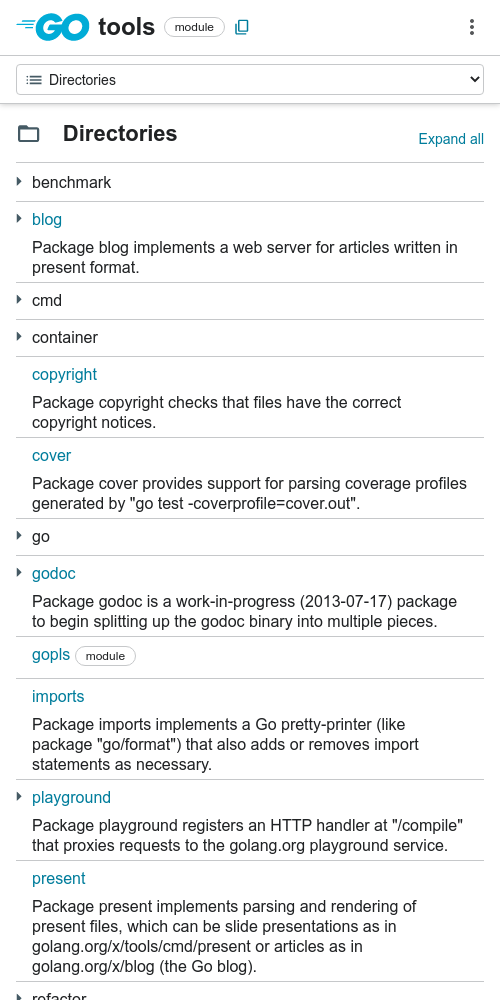 GO tools module
Directories
Directories
Expand all
benchmark
blog
Package blog implements a web server for articles written in
present format.
cmd
container
copyright
Package copyright checks that files have the correct
copyright notices.
cover
Package cover provides support for parsing coverage profiles
generated by "go test -coverprofile=cover.out".
go
godoc
Package godoc is a work-in-progress (2013-07-17) package
to begin splitting up the godoc binary into multiple pieces.
gopls module
imports
Package imports implements a Go pretty-printer (like
package "go/format") that also adds or removes import
statements as necessary.
playground
Package playground registers an HTTP handler at "/compile"
that proxies requests to the golang.org playground service.
present
Package present implements parsing and rendering of
present files, which can be slide presentations as in
golang.org/x/tools/cmd/present or articles as in
golang.org/x/blog (the Go blog).
refactor